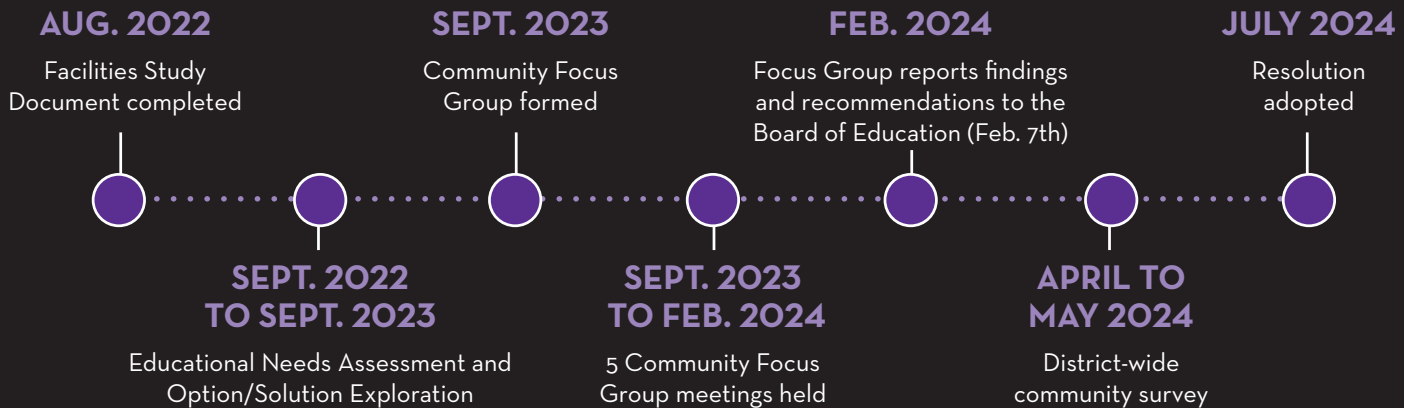 AUG. 2022
Facilities Study
Document completed
SEPT. 2022
TO SEPT. 2023
Educational Needs Assessment and
Option/Solution Exploration
SEPT. 2023
Community Focus
Group formed
SEPT. 2023
TO FEB. 2024
5 Community Focus
Group meetings held
FEB. 2024
Focus Group reports findings
and recommendations to the
Board of Education (Feb. 7th)
APRIL TO
MAY 2024
District-wide
community survey
JULY 2024
Resolution
adopted